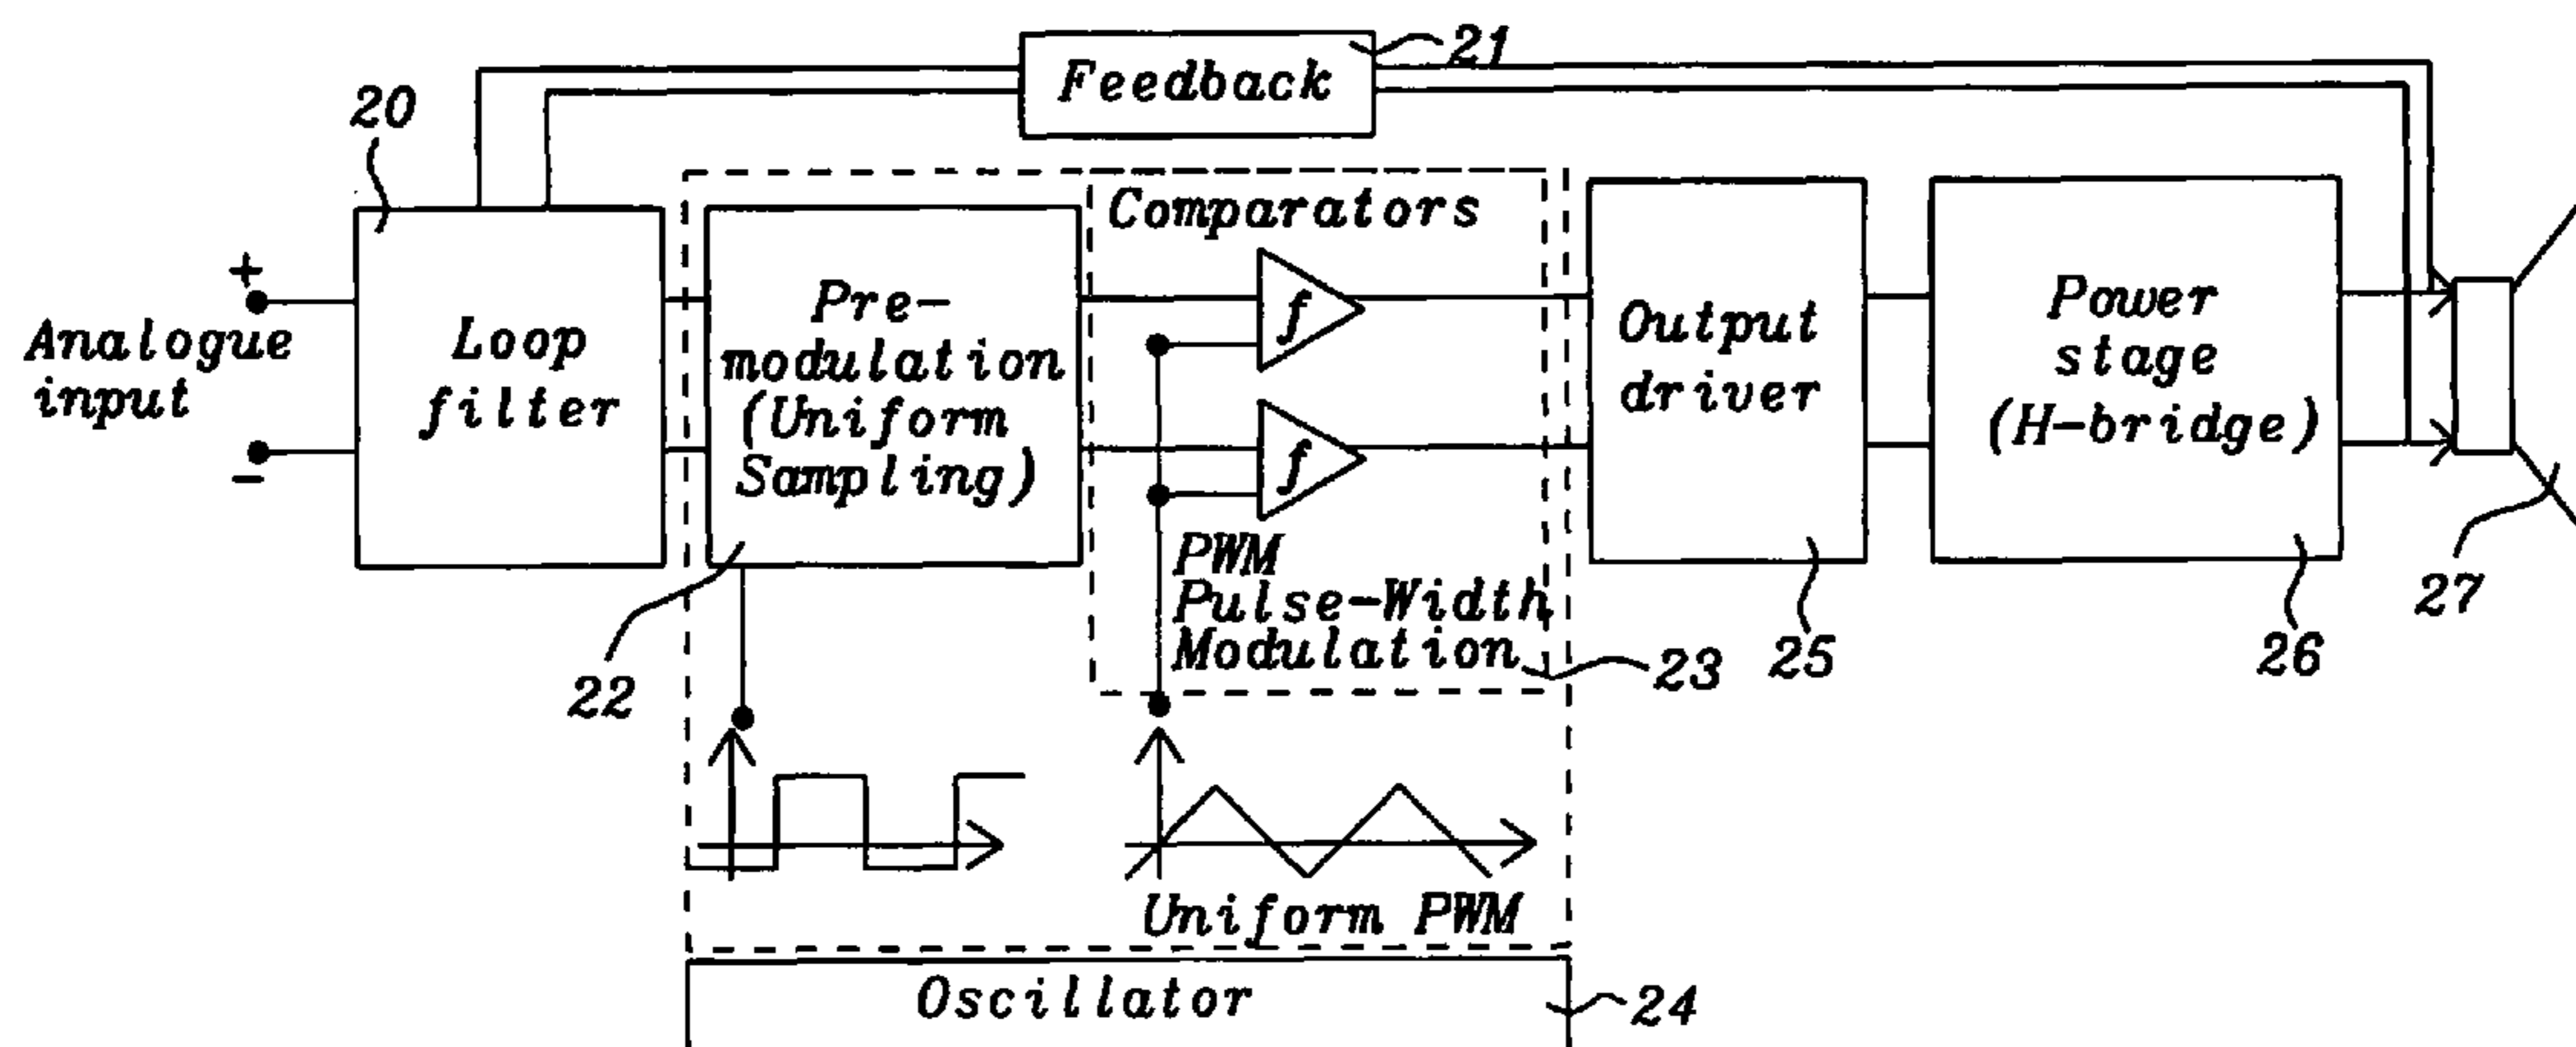 21
Feedback
20
Comparators
+
Analogue
input
-
Loop
filter
Pre-
modulation
(Uniform
Sampling)
f
f
PWM
Pulse-Width
Modulation
Output
driver
Power
stage
(H-bridge)
22
23
25
26
27
Uniform PWM
Oscillator
24